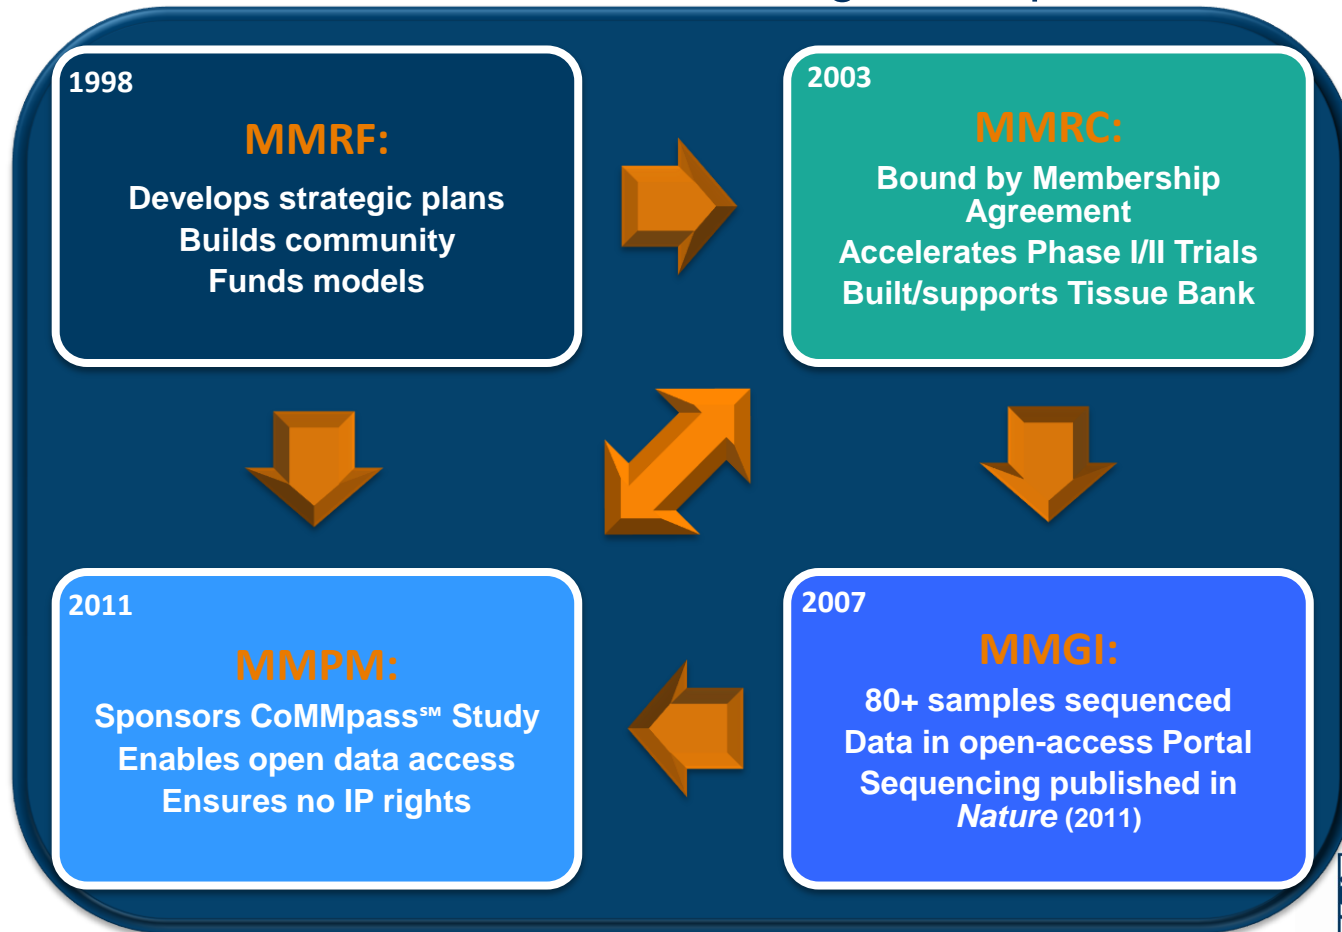 1998
MMRF:
Develops strategic plans
Builds community
Funds models
2003
MMRC:
Bound by Membership
Agreement
Accelerates Phase I/II Trials
Built/supports Tissue Bank
2011
MMPM:
Sponsors CoMMpass℠ Study
Enables open data access
Ensures no IP rights
2007
MMGI:
80+ samples sequenced
Data in open-access Portal
Sequencing published in
Nature (2011)